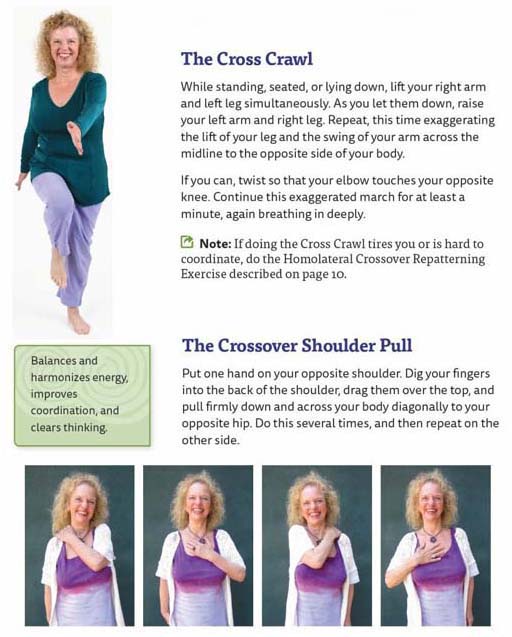 The Cross Crawl
While standing, seated, or lying down, lift your right arm
and left leg simultaneously. As you let them down, raise
your left arm and right leg. Repeat, this time exaggerating
the lift of your leg and the swing of your arm across the
midline to the opposite side of your body.
If you can, twist so that your elbow touches your opposite
knee. Continue this exaggerated march for at least a
minute, again breathing in deeply.
Note: If doing the Cross Crawl tires you or is hard to
coordinate, do the Homolateral Crossover Repatterning
Exercise described on page 10.
Balances and
harmonizes energy,
improves
coordination, and
clears thinking.
The Crossover Shoulder Pull
Put one hand on your opposite shoulder. Dig your fingers
into the back of the shoulder, drag them over the top, and
pull firmly down and across your body diagonally to your
opposite hip. Do this several times, and then repeat on the
other side.